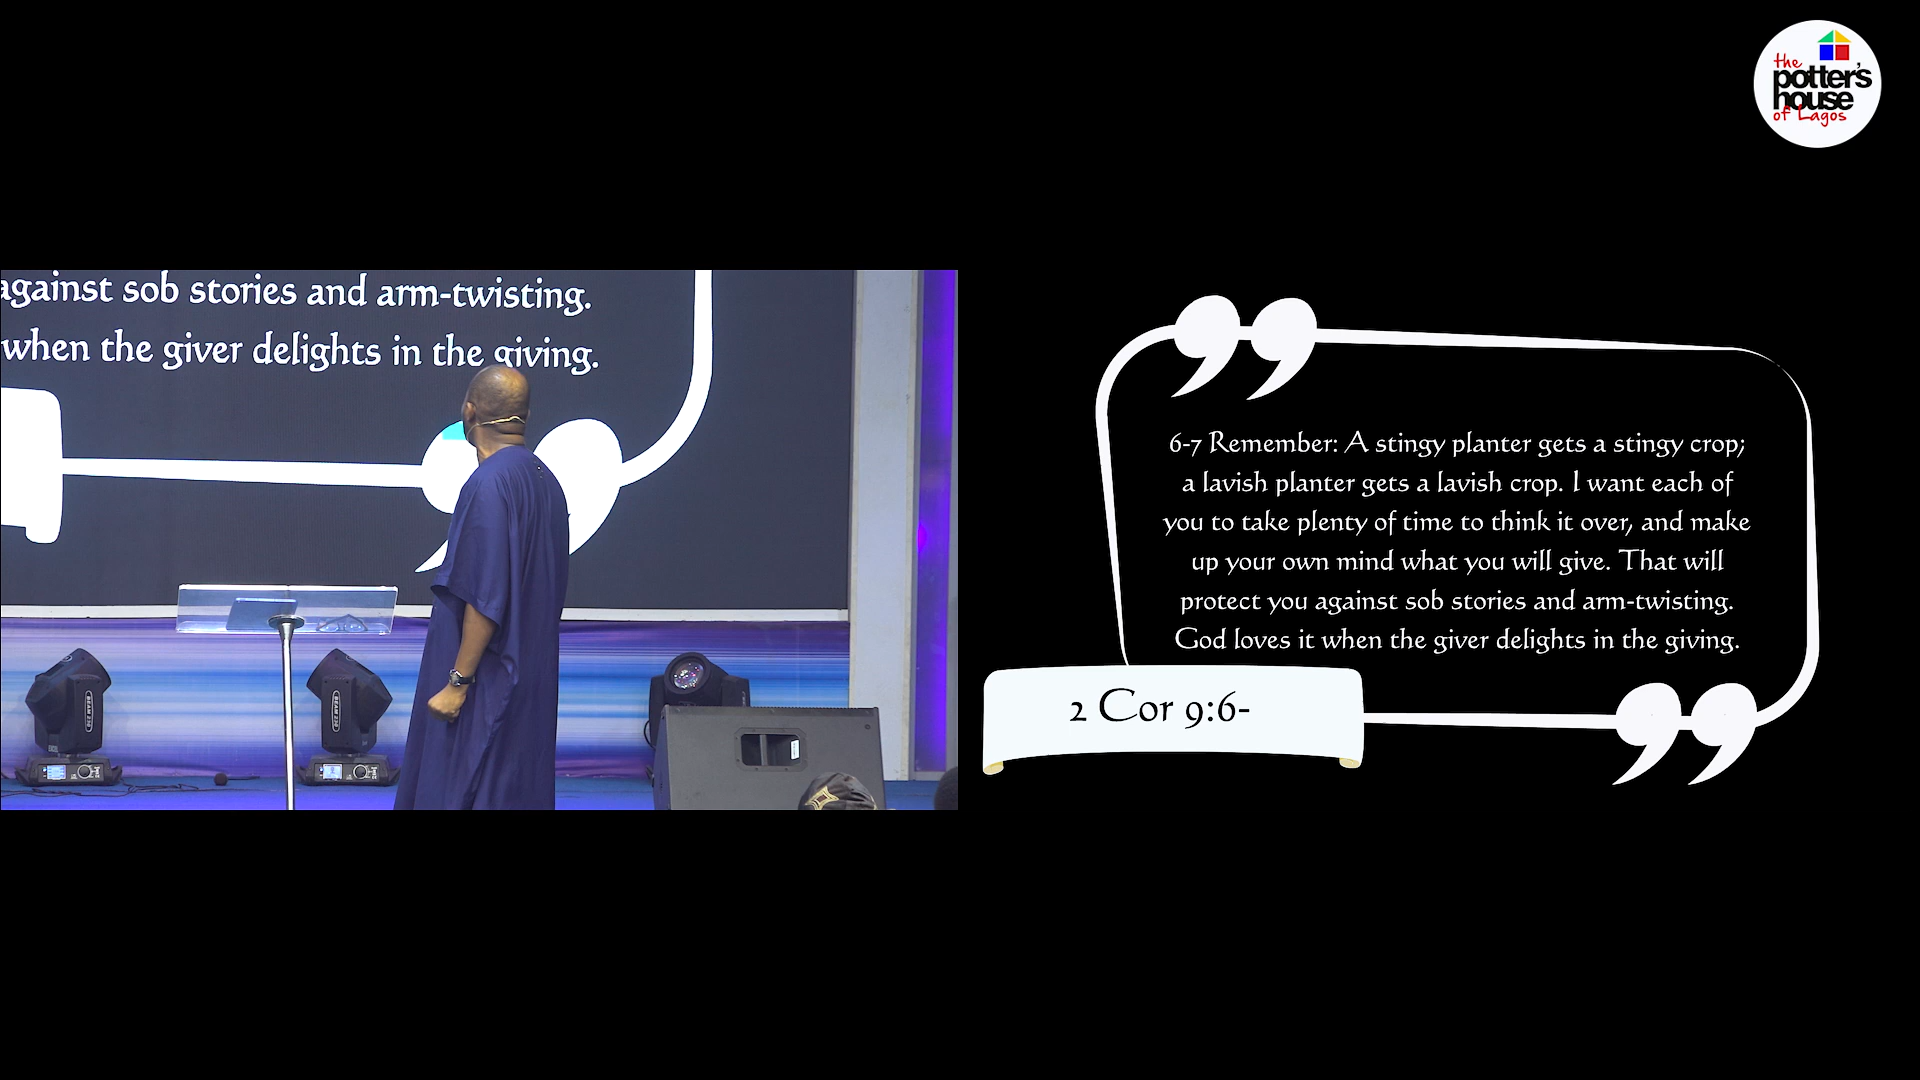 the
potter's
house
of Lagos
against sob stories and arm-twisting.
when the giver delights in the giving.
BEAM 230
BEAM 230
6-7 Remember: A stingy planter gets a stingy crop;
a lavish planter gets a lavish crop. I want each of
you to take plenty of time to think it over, and make
up your own mind what you will give. That will
protect you against sob stories and arm-twisting.
God loves it when the giver delights in the giving.
2 Cor 9:6-